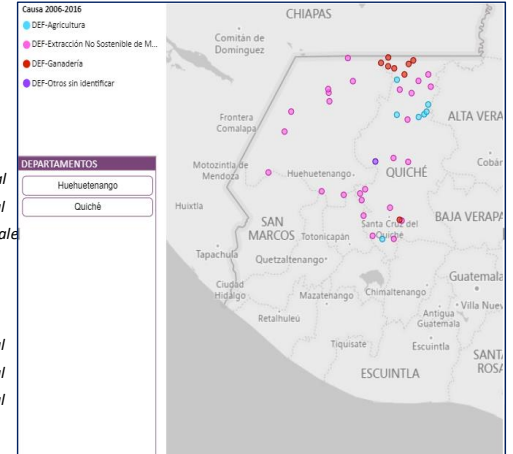 Causa 2006-2016
DEF-Agricultura
DEF-Extracción No Sostenible de M...
DEF-Ganadería
DEF-Otros sin identificar
DEPARTAMENTOS
Huehuetenango
Quiché
CHIAPAS
Comitán de
Domínguez
Frontera
Comalapa
ALTA VERA
Motozintla de
Mendoza
Huehuetenango
QUICHÉ
Cobán
Huixtla
SAN
MARCOS
Totonicapán
Santa Cruz del
Quiché
BAJA VERAPA
Tapachula
Quetzaltenango
Ciudad
Hidalgo
Mazatenango
Chimaltenango
Guatemala
Villa Nuev
Retalhuleu
Antigua
Guatemala
Tiquisate
Escuintla
ESCUINTLA
SANTA
ROSA